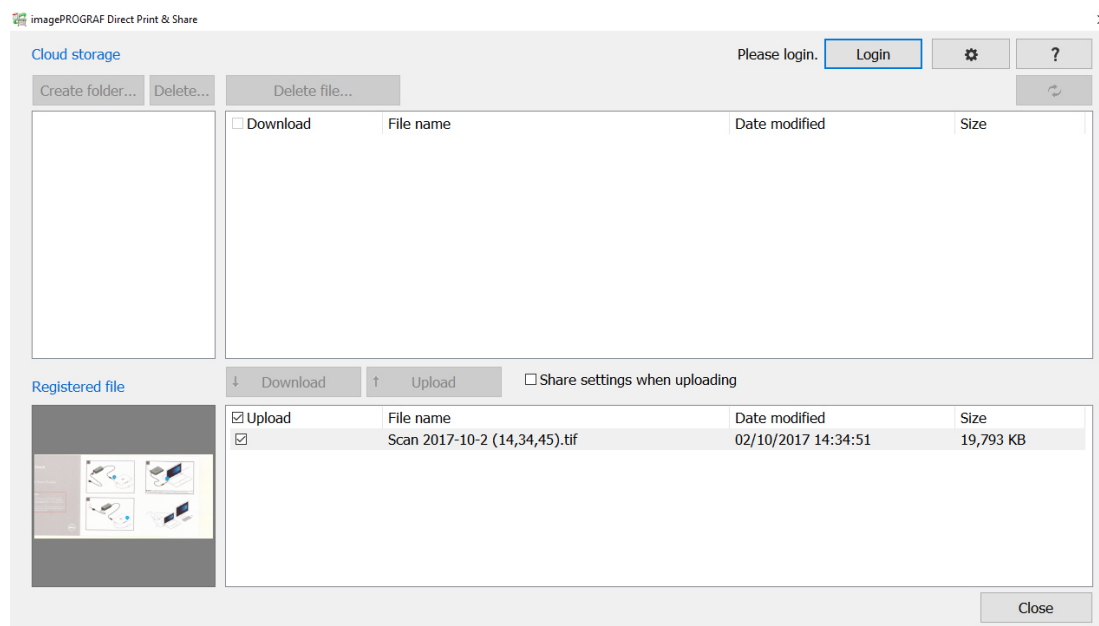 imagePROGRAF Direct Print & Share
Cloud storage
Please login. Login ?
Create folder... Delete... Delete file...
Download File name Date modified Size
Registered file
↓ Download ↑ Upload Share settings when uploading
Upload File name Date modified Size
Scan 2017-10-2 (14,34,45).tif 02/10/2017 14:34:51 19,793 KB
Close